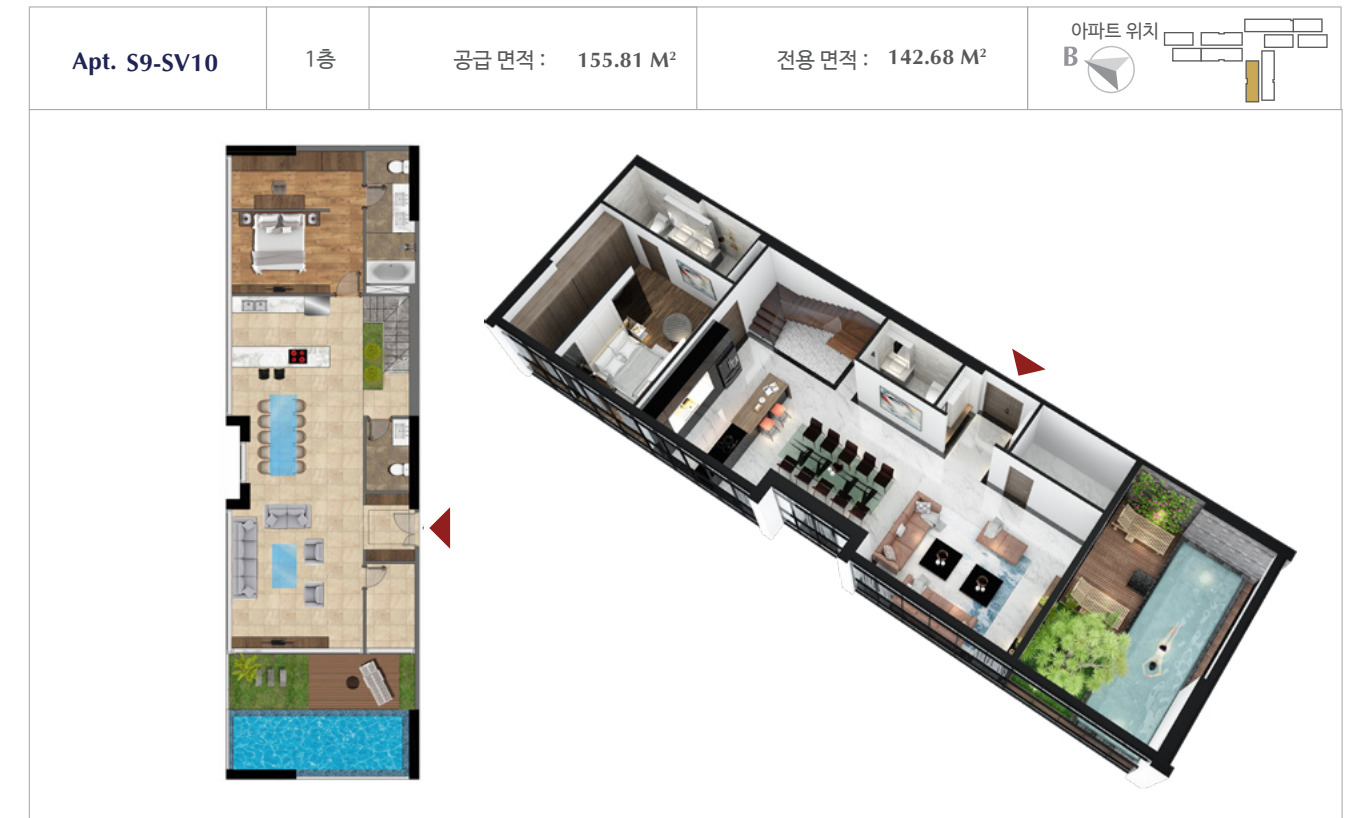 Apt. S9-SV10
1층
공급 면적 : 155.81 M²
전용 면적 : 142.68 M²
아파트 위치
B